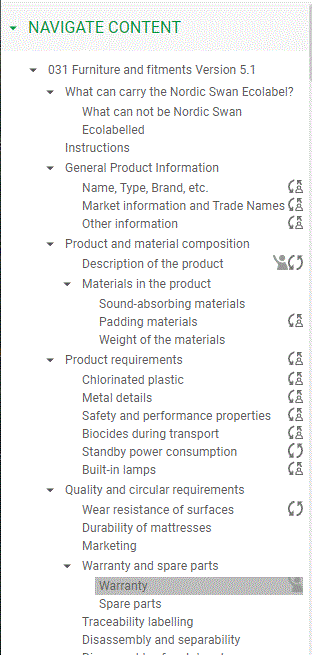 NAVIGATE CONTENT
031 Furniture and fitments Version 5.1
What can carry the Nordic Swan Ecolabel?
What can not be Nordic Swan
Ecolabelled
Instructions
General Product Information
Name, Type, Brand, etc.
Market information and Trade Names
Other information
Product and material composition
Description of the product
Materials in the product
Sound-absorbing materials
Padding materials
Weight of the materials
Product requirements
Chlorinated plastic
Metal details
Safety and performance properties
Biocides during transport
Standby power consumption
Built-in lamps
Quality and circular requirements
Wear resistance of surfaces
Durability of mattresses
Marketing
Warranty and spare parts
Warranty
Spare parts
Traceability labelling
Disassembly and separability